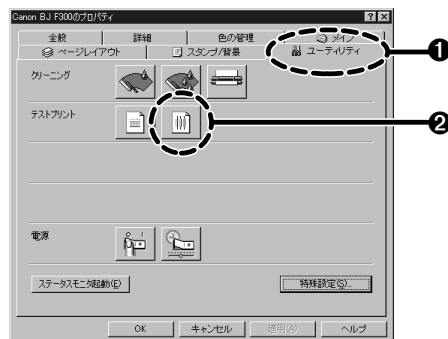 Canon BJ F300のプロパティ
全般 詳細 色の管理 メイン
ページレイアウト スタンプ/背景 ユーティリティ ❶
クリーニング
テストプリント ❷
電源
ステータスモニタ起動(E) 特殊設定(S)...
OK キャンセル 適用(A) ヘルプ